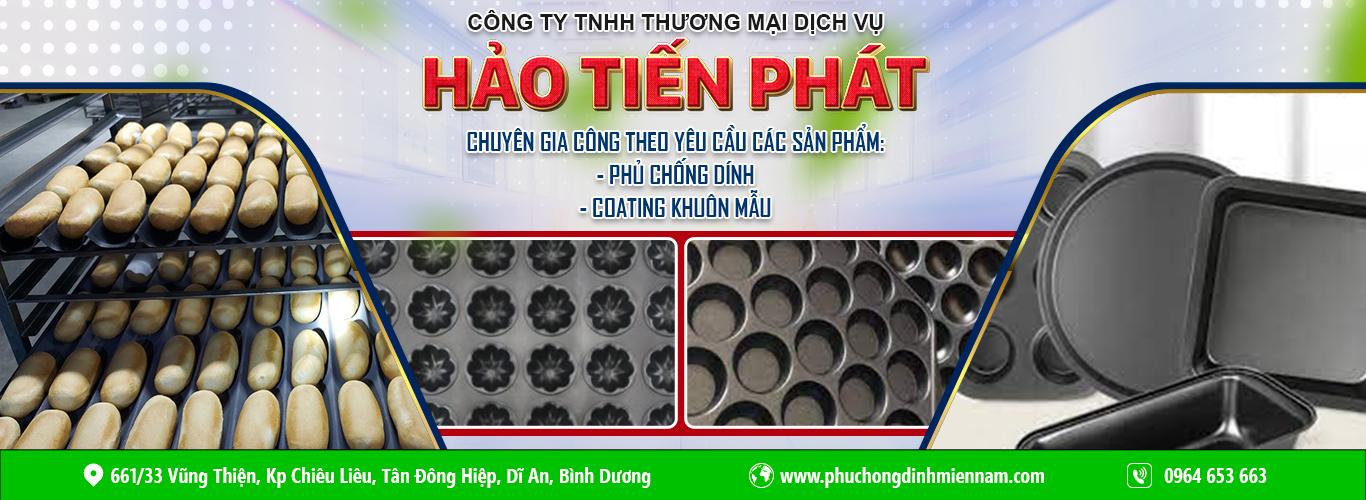 CÔNG TY TNHH THƯƠNG MẠI DỊCH VỤ
HẢO TIẾN PHÁT
CHUYÊN GIA CÔNG THEO YÊU CẦU CÁC SẢN PHẨM:
- PHỦ CHỐNG DÍNH
- COATING KHUÔN MẪU
661/33 Vũng Thiện, Kp Chiêu Liêu, Tân Đông Hiệp, Dĩ An, Bình Dương
www.phuchongdinhmiennam.com
0964 653 663